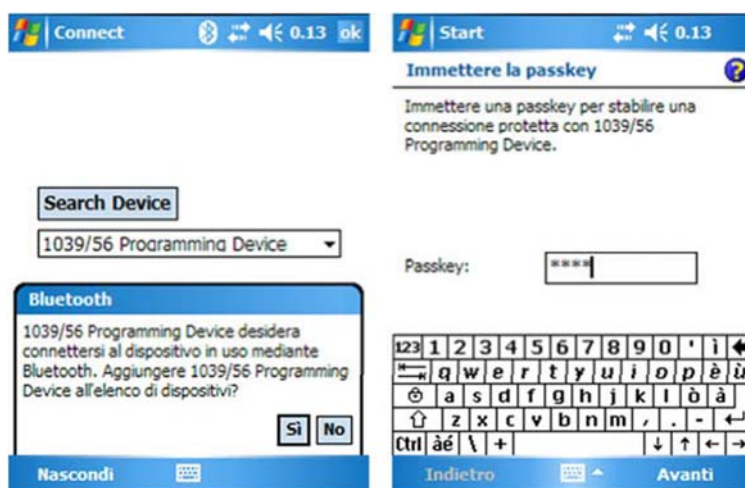 Connect 0.13 ok
Search Device
1039/56 Programming Device
Bluetooth
1039/56 Programming Device desidera
connettersi al dispositivo in uso mediante
Bluetooth. Aggiungere 1039/56 Programming
Device all'elenco di dispositivi?
Sì No
Nascondi
Start 0.13
Immettere la passkey ?
Immettere una passkey per stabilire una
connessione protetta con 1039/56
Programming Device.
Passkey: ****
123 1 2 3 4 5 6 7 8 9 0 ' ì
q w e r t y u i o p è ù
a s d f g h j k l ò à
z x c v b n m , . -
Ctrl àé \ +
Indietro Avanti